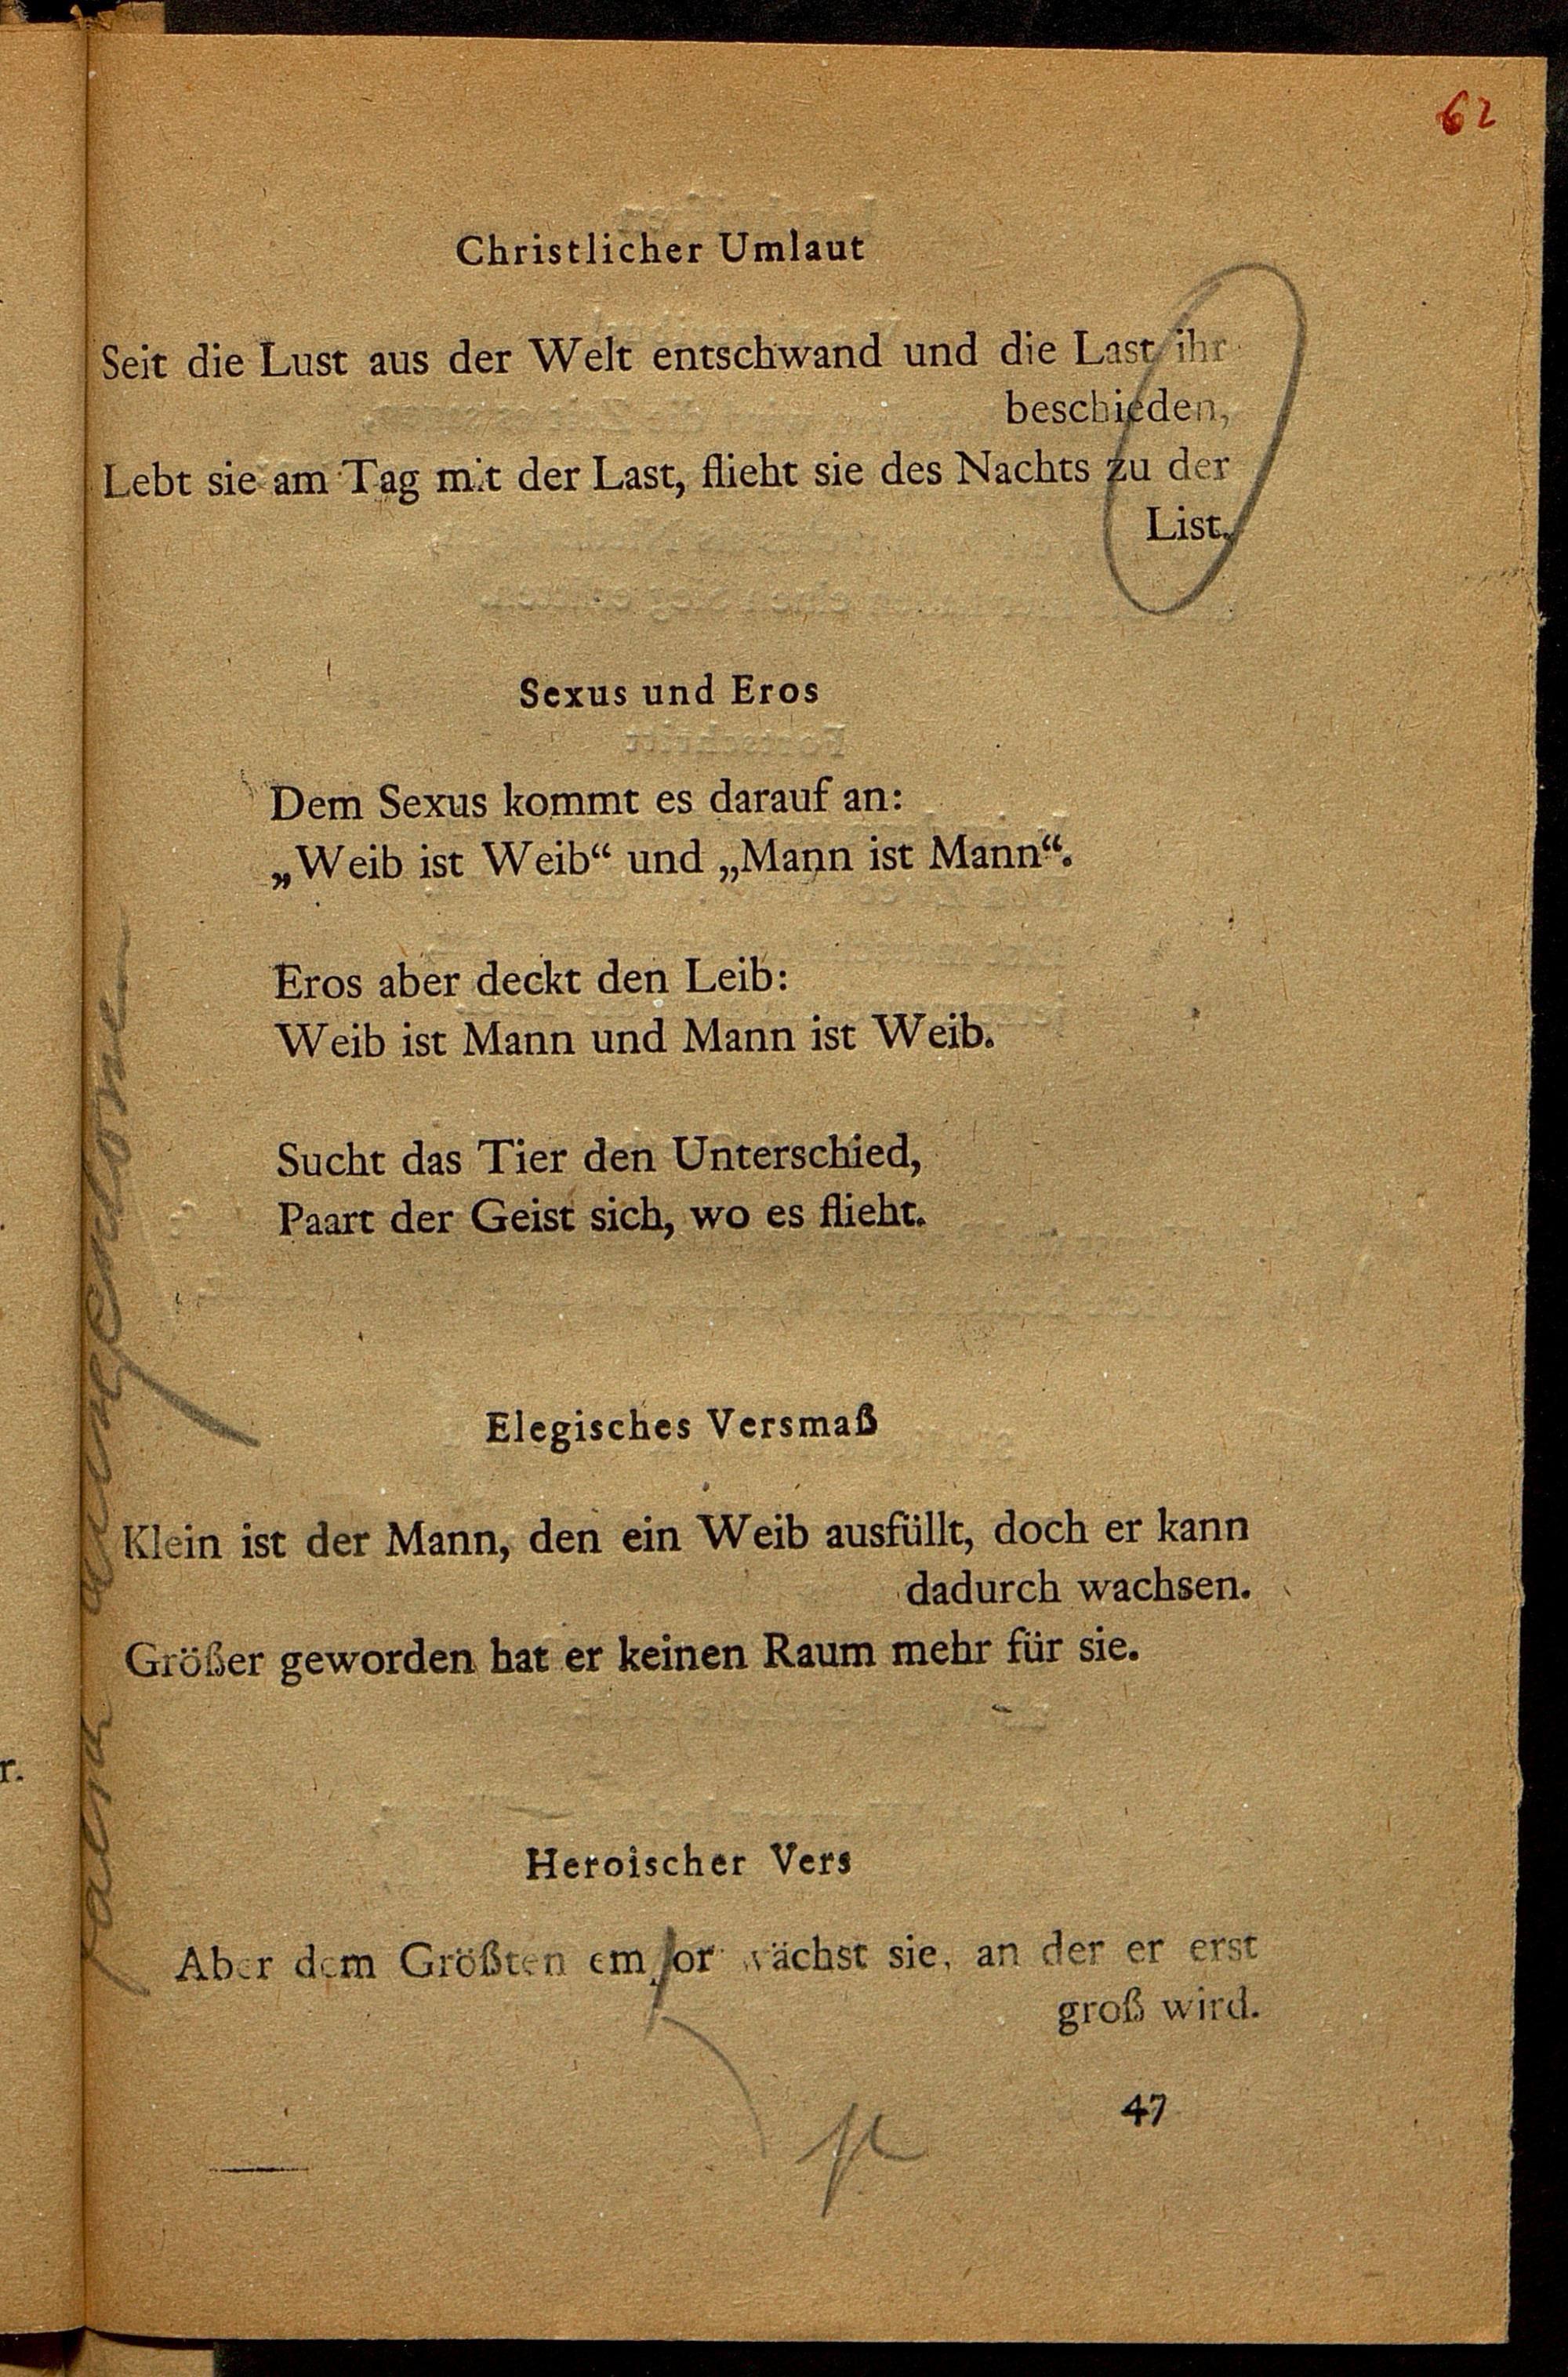 62
Christlicher Umlaut
Seit die Lust aus der Welt entschwand und die Last ihr
beschieden,
Lebt sie am Tag mit der Last, flieht sie des Nachts zu der
List.
Sexus und Eros
Dem Sexus kommt es darauf an:
„Weib ist Weib“ und „Mann ist Mann“.
Eros aber deckt den Leib:
Weib ist Mann und Mann ist Weib.
Sucht das Tier den Unterschied,
Paart der Geist sich, wo es flieht.
Elegisches Versmaß
Klein ist der Mann, den ein Weib ausfüllt, doch er kann
dadurch wachsen.
Größer geworden hat er keinen Raum mehr für sie.
Heroischer Vers
Aber dem Größten em or wächst sie, an der er erst
groß wird.
47
p
r.